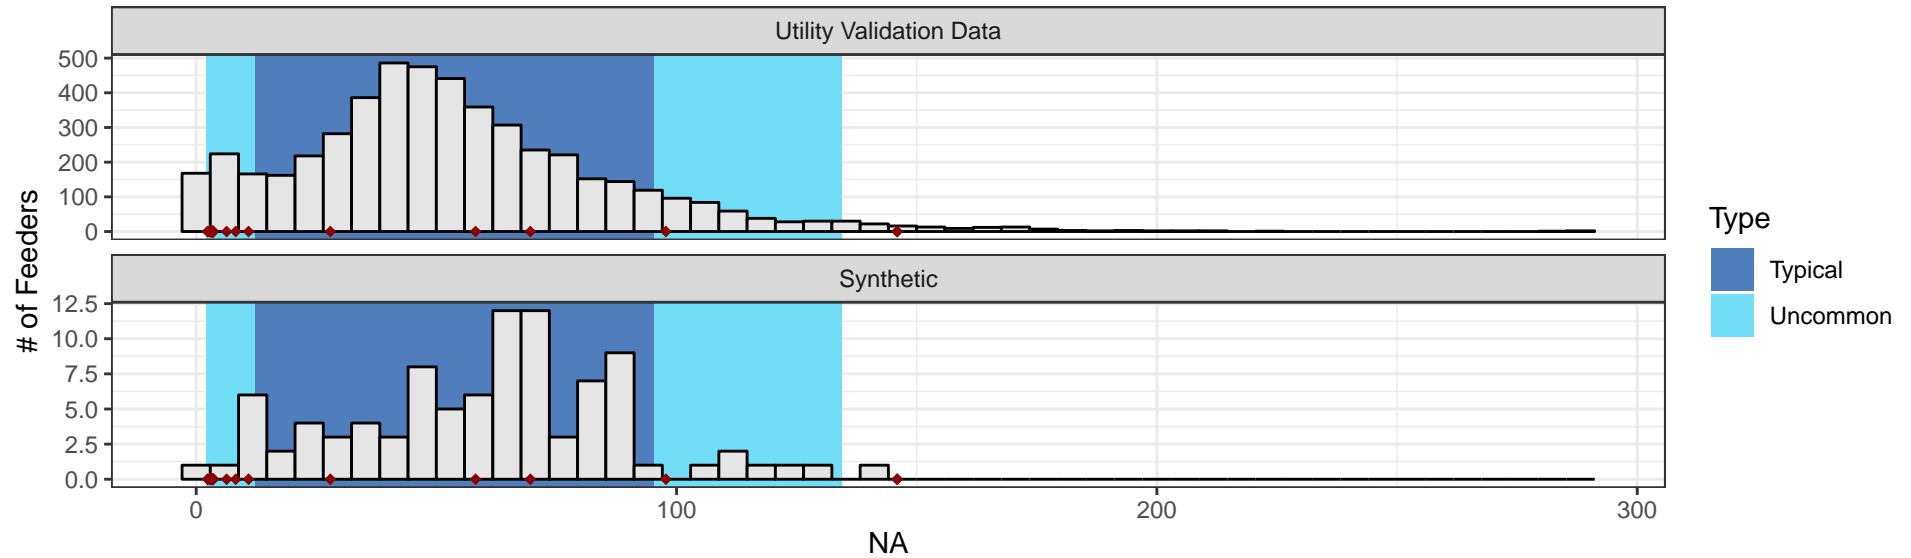 Utility Validation Data
500
400
300
200
100
0
Synthetic
12.5
10.0
7.5
5.0
2.5
0.0
0 100 200 300
NA
# of Feeders
Type
Typical
Uncommon